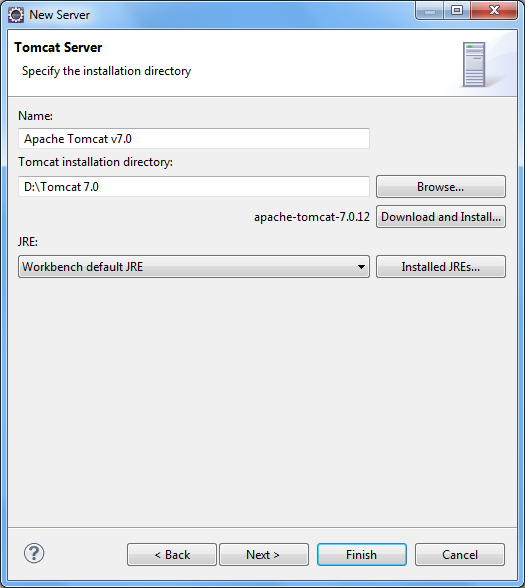 New Server
Tomcat Server
Specify the installation directory
Name:
Apache Tomcat v7.0
Tomcat installation directory:
D:\Tomcat 7.0
Browse...
apache-tomcat-7.0.12
Download and Install...
JRE:
Workbench default JRE
Installed JREs...
?
< Back
Next >
Finish
Cancel